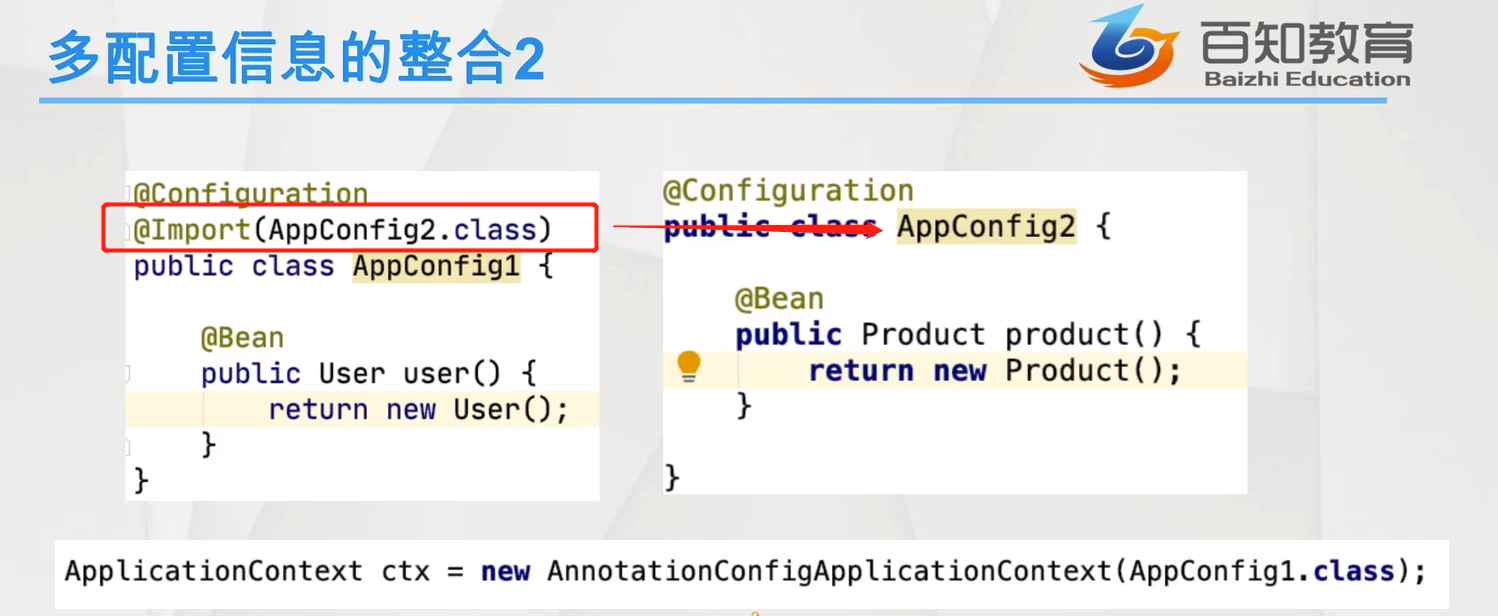 多配置信息的整合2
百知教育
Baizhi Education
@Configuration
@Import(AppConfig2.class)
public class AppConfig1 {
@Bean
public User user() {
return new User();
}
}
@Configuration
public class AppConfig2 {
@Bean
public Product product() {
return new Product();
}
}
ApplicationContext ctx = new AnnotationConfigApplicationContext(AppConfig1.class);